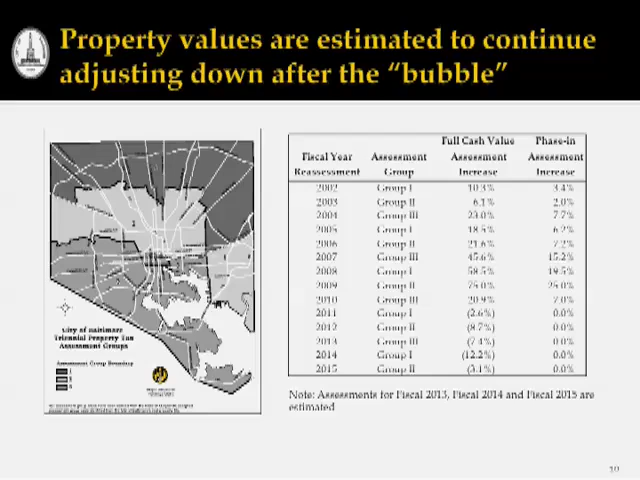 Property values are estimated to continue
adjusting down after the “bubble”
City of Baltimore
Triennial Property Tax
Assessment Groups
Assessment Group Boundary
Full Cash Value Phase-in
Fiscal Year Assessment Assessment Assessment
Reassessment Group Increase Increase
2002 Group I 10.3% 3.4%
2003 Group II 6.1% 2.0%
2004 Group III 23.0% 7.7%
2005 Group I 18.5% 6.2%
2006 Group II 21.6% 7.2%
2007 Group III 45.6% 15.2%
2008 Group I 58.5% 19.5%
2009 Group II 75.0% 25.0%
2010 Group III 20.9% 7.0%
2011 Group I (2.6%) 0.0%
2012 Group II (8.7%) 0.0%
2013 Group III (7.4%) 0.0%
2014 Group I (12.2%) 0.0%
2015 Group II (3.1%) 0.0%
Note: Assessments for Fiscal 2013, Fiscal 2014 and Fiscal 2015 are
estimated